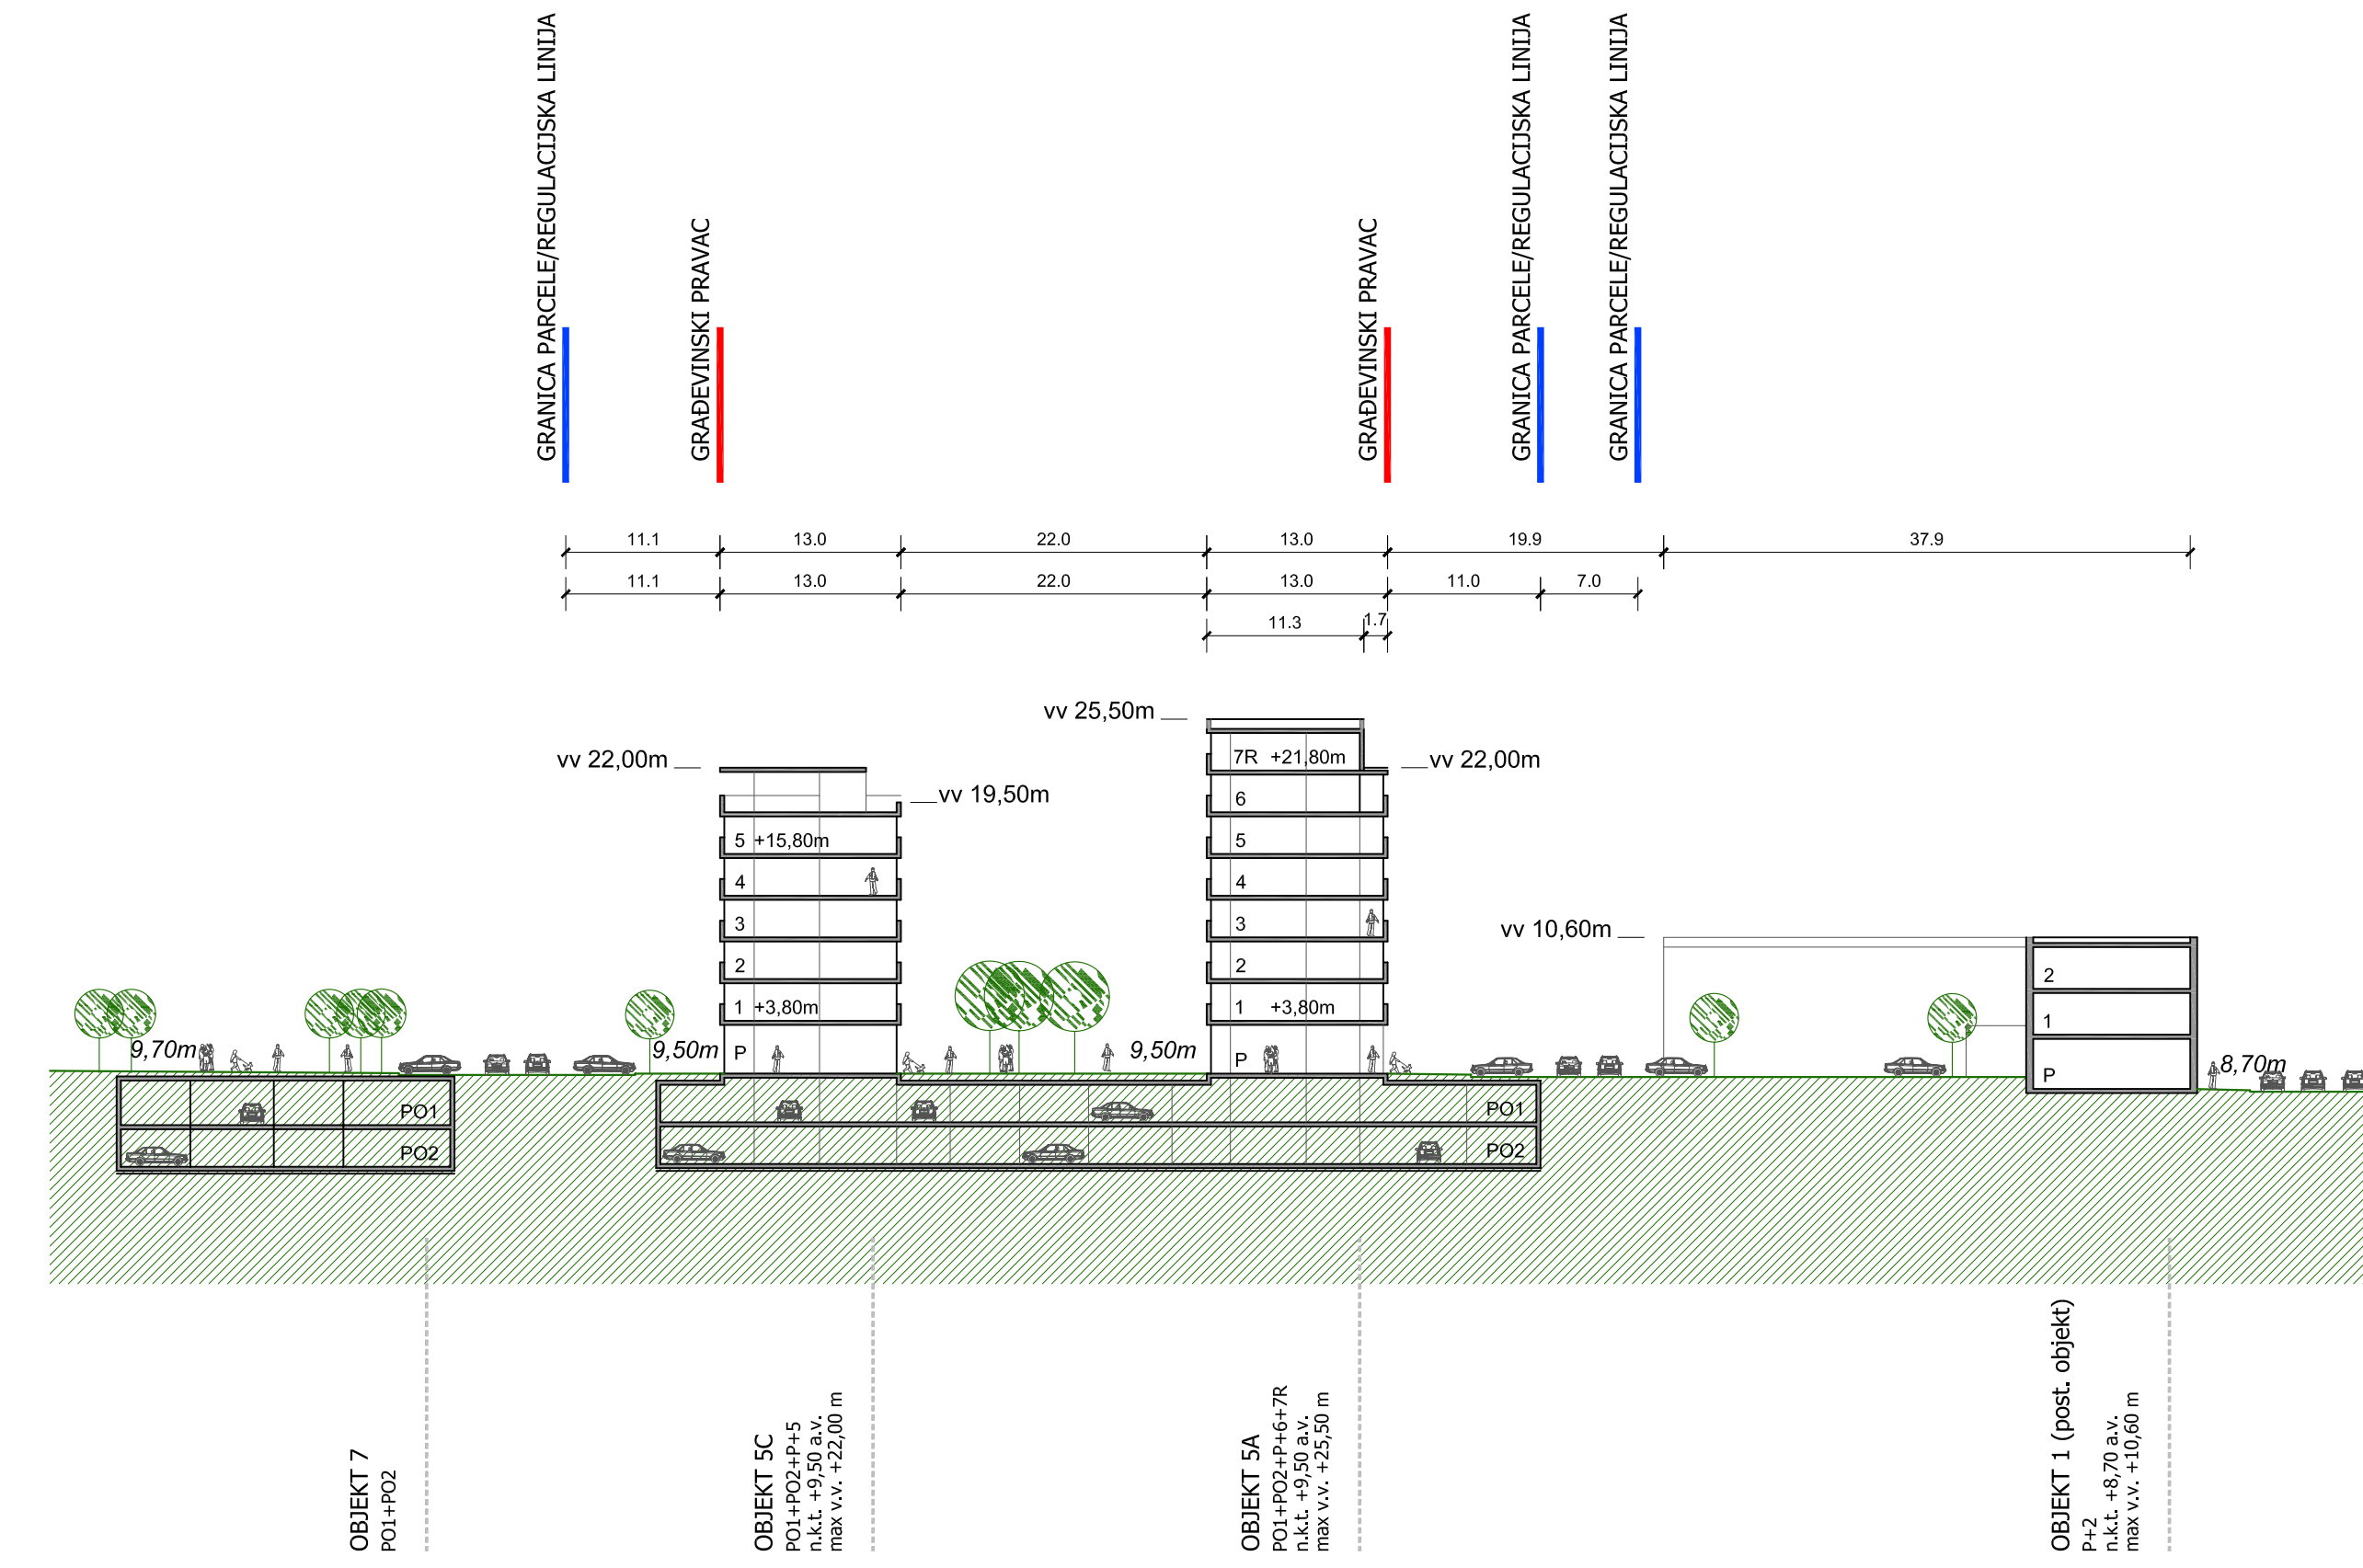 GRANICA PARCELE/REGULACIJSKA LINIJA
GRAĐEVINSKI PRAVAC
GRAĐEVINSKI PRAVAC
GRANICA PARCELE/REGULACIJSKA LINIJA
GRANICA PARCELE/REGULACIJSKA LINIJA
11.1 13.0 22.0 13.0 19.9 37.9
11.1 13.0 22.0 13.0 11.0 7.0
11.3 1.7
vv 25,50m
vv 22,00m
7R +21,80m
vv 22,00m
vv 19,50m
6
5 +15,80m
5
4
4
3
3
vv 10,60m
2
2
2
1 +3,80m
1 +3,80m
1
9,70m
9,50m
P
9,50m
P
P
8,70m
PO1
PO1
PO2
PO2
OBJEKT 7
PO1+PO2
OBJEKT 5C
PO1+PO2+P+5
n.k.t. +9,50 a.v.
max v.v. +22,00 m
OBJEKT 5A
PO1+PO2+P+6+7R
n.k.t. +9,50 a.v.
max v.v. +25,50 m
OBJEKT 1 (post. objekt)
P+2
n.k.t. +8,70 a.v.
max v.v. +10,60 m